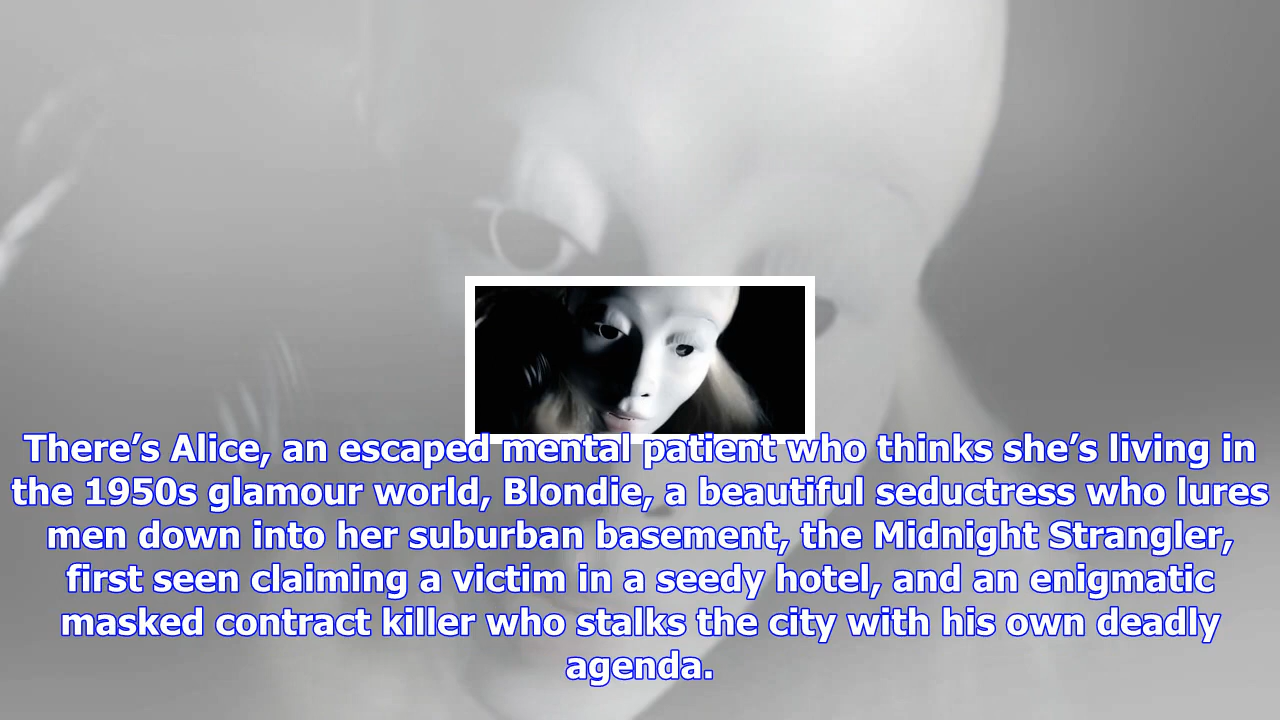 There’s Alice, an escaped mental patient who thinks she’s living in
the 1950s glamour world, Blondie, a beautiful seductress who lures
men down into her suburban basement, the Midnight Strangler,
first seen claiming a victim in a seedy hotel, and an enigmatic
masked contract killer who stalks the city with his own deadly
agenda.